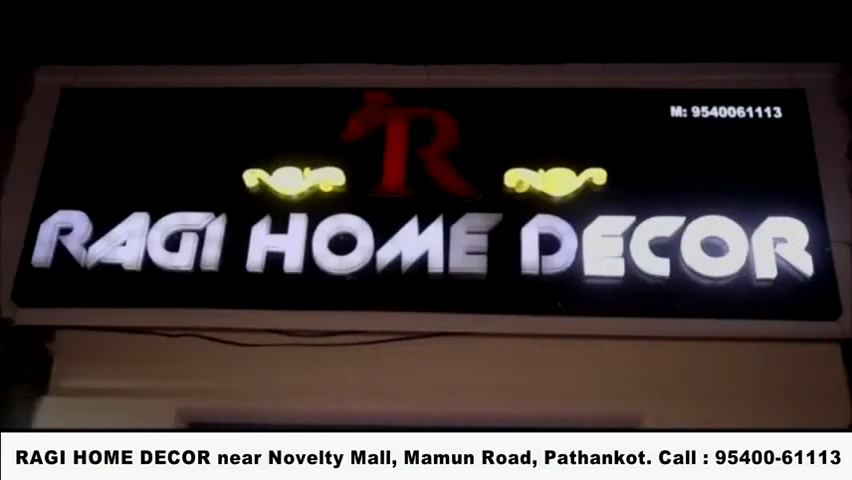 R
M: 9540061113
RAGI HOME DECOR
RAGI HOME DECOR near Novelty Mall, Mamun Road, Pathankot. Call : 95400-61113